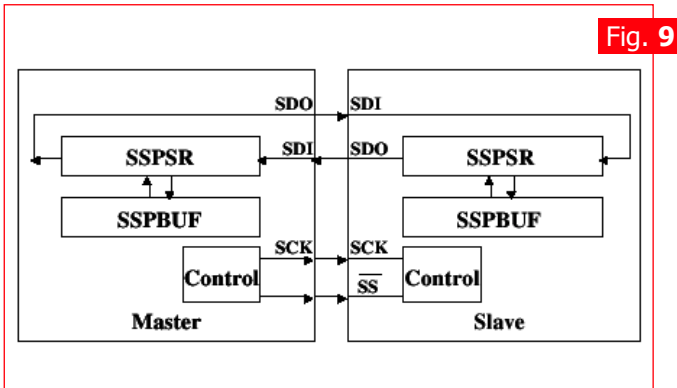 Fig. 9
SDO SDI
SSPSR SDI SDO SSPSR
SSPBUF SSPBUF
SCK SCK
Control SS Control
Master Slave